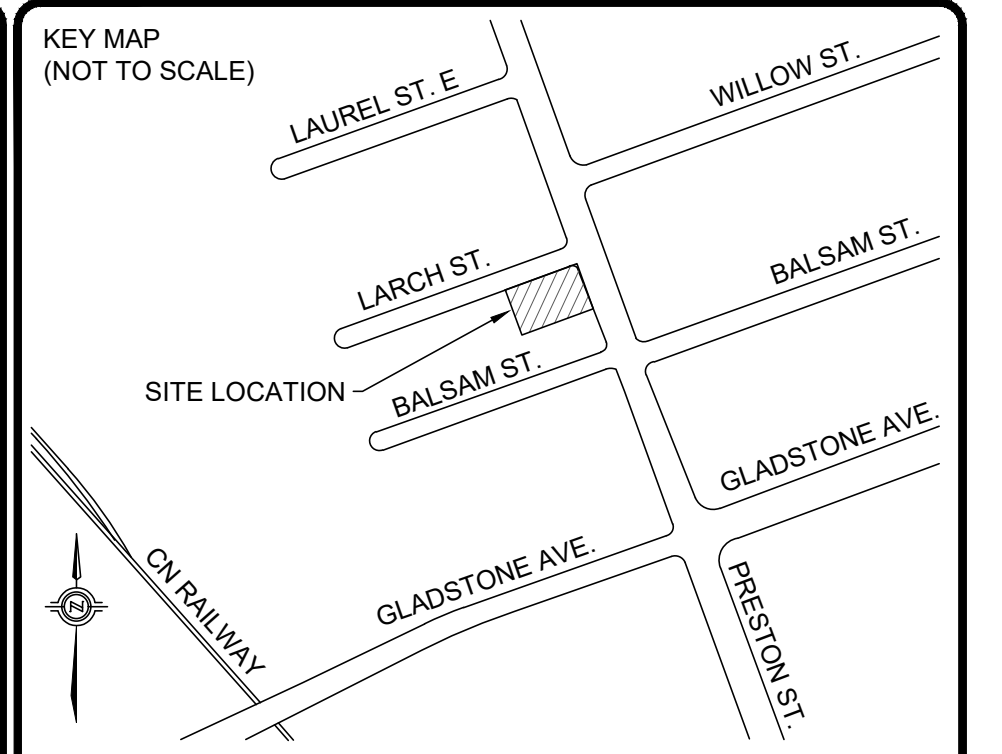 KEY MAP
(NOT TO SCALE)
LAUREL ST. E
WILLOW ST.
LARCH ST.
BALSAM ST.
SITE LOCATION
BALSAM ST.
GLADSTONE AVE.
CN RAILWAY
GLADSTONE AVE.
PRESTON ST.
N